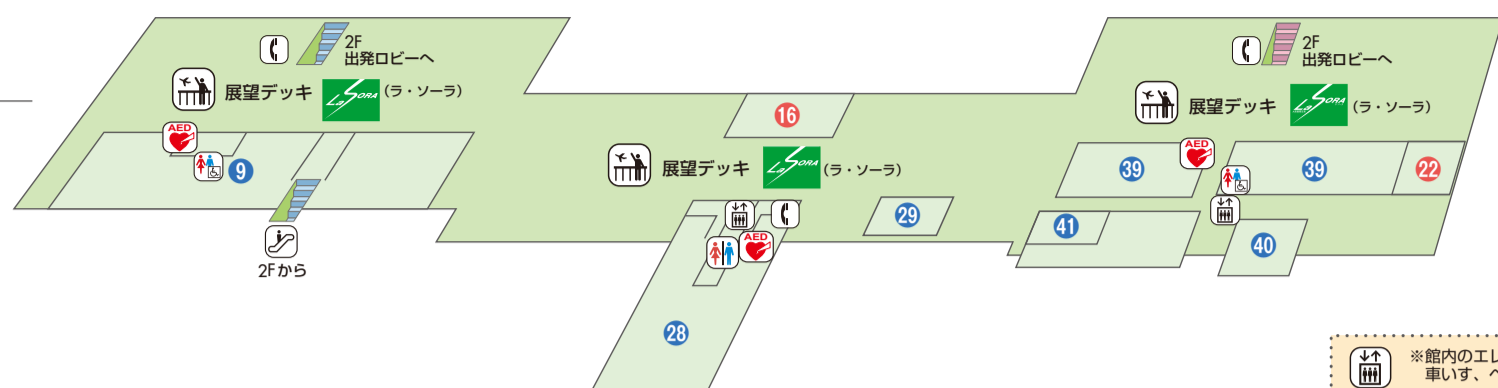 2F
出発ロビーへ
展望デッキ
La SORA
(ラ・ソーラ)
AED
9
2Fから
16
展望デッキ
La SORA
(ラ・ソーラ)
AED
28
29
2F
出発ロビーへ
展望デッキ
La SORA
(ラ・ソーラ)
AED
39
39
22
41
40
※館内のエレ
車いす、ベ